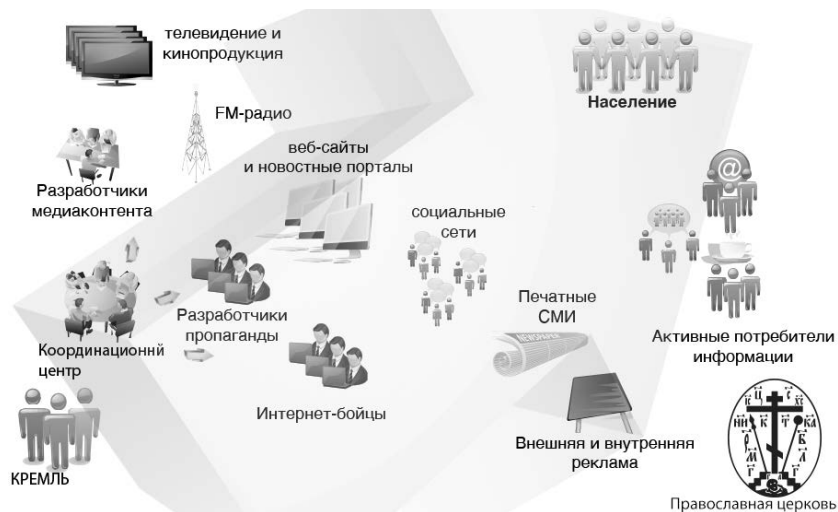 телевидение и
кинопродукция
Население
FM-радио
веб-сайты
и новостные порталы
@
Разработчики
медиаконтента
социальные
сети
Разработчики
пропаганды
Печатные
СМИ
NEWSPAPER
Активные потребители
информации
Координационнй
центр
Интернет-бойцы
Внешняя и внутренняя
реклама
КРЕМЛЬ
Православная церковь